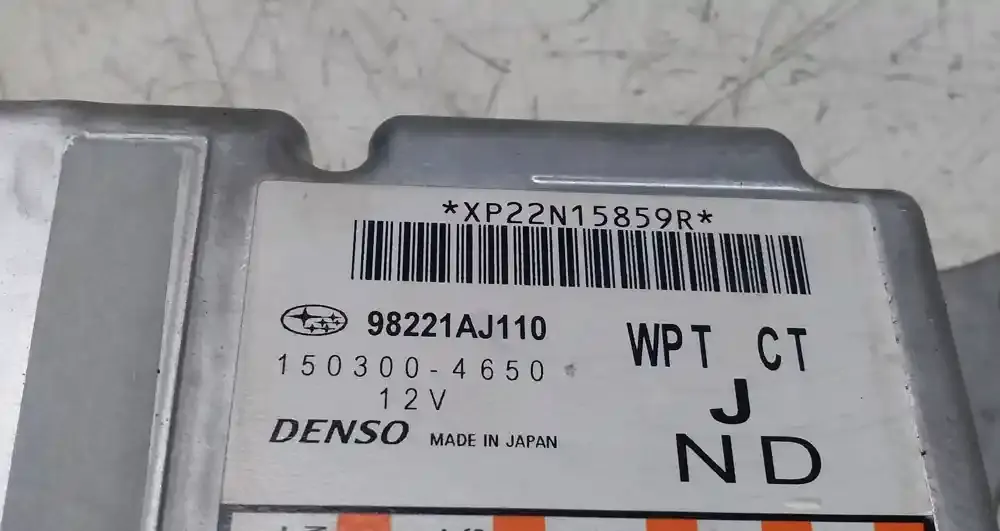 *XP22N15859R*
98221AJ110
WPT CT
150300-4650
12V
J
DENSO MADE IN JAPAN
ND